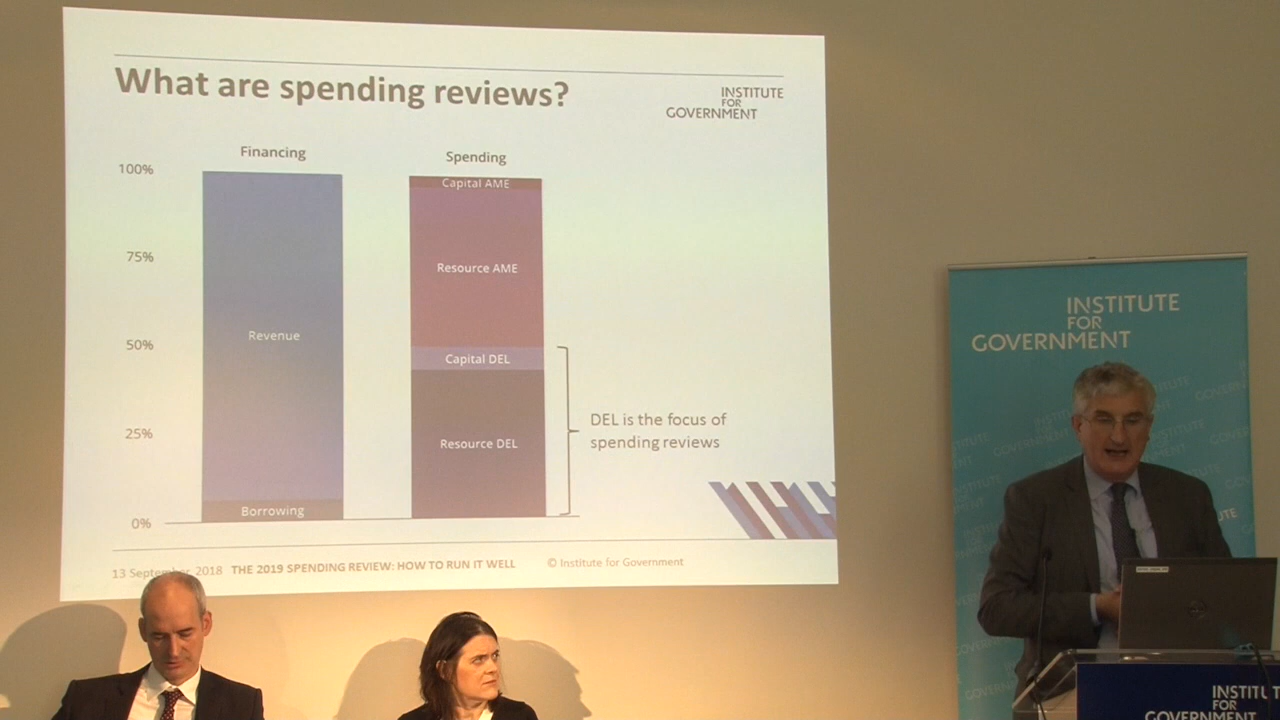 What are spending reviews?
INSTITUTE
FOR
GOVERNMENT
Financing
Spending
100%
75%
50%
25%
0%
Revenue
Borrowing
Capital AME
Resource AME
Capital DEL
Resource DEL
DEL is the focus of
spending reviews
13 September 2018 THE 2019 SPENDING REVIEW: HOW TO RUN IT WELL © Institute for Government
INSTITUTE
FOR
GOVERNMENT
INSTITUT
FOR
GOVERNMENT